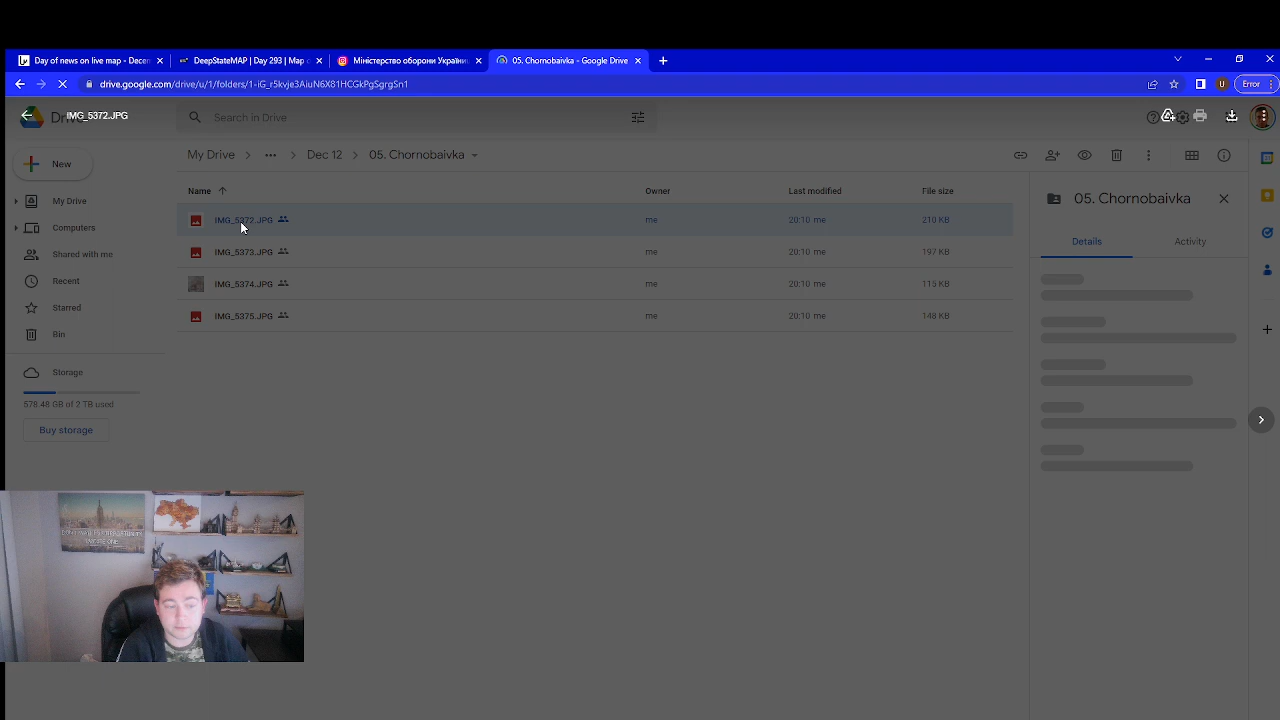 Day of news on live map - Decem
DeepStateMAP | Day 293 | Map o
Міністерство оборони України
05. Chornobaivka - Google Drive
drive.google.com/drive/u/1/folders/1-iG_r5kvje3AiuN6X81HCGkPgSgrgSn1
U
Error
IMG_5372.JPG
Drive
Search in Drive
New
My Drive
Dec 12
05. Chornobaivka
Name
Owner
Last modified
File size
IMG_5372.JPG
me
20:10 me
210 KB
IMG_5373.JPG
me
20:10 me
197 KB
IMG_5374.JPG
me
20:10 me
115 KB
IMG_5375.JPG
me
20:10 me
148 KB
My Drive
Computers
Shared with me
Recent
Starred
Bin
Storage
578.48 GB of 2 TB used
Buy storage
05. Chornobaivka
Details
Activity